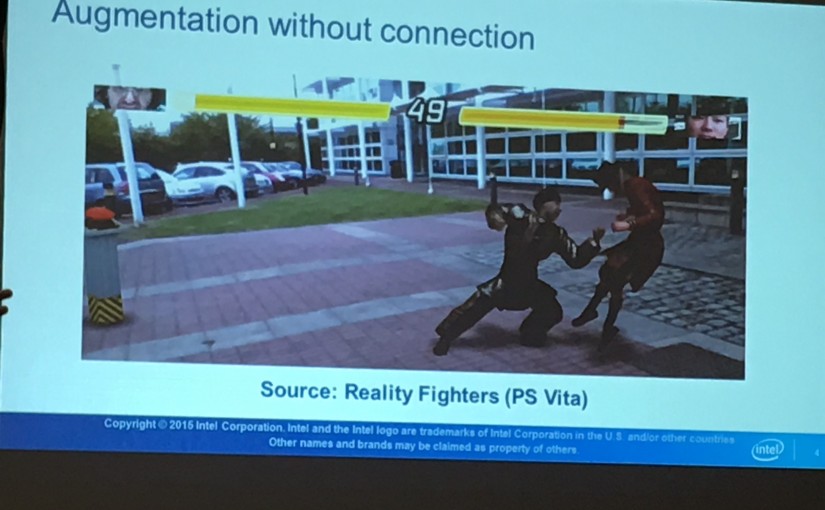 Augmentation without connection
49
Source: Reality Fighters (PS Vita)
Copyright © 2015 Intel Corporation. Intel and the Intel logo are trademarks of Intel Corporation in the U.S. and/or other countries
Other names and brands may be claimed as property of others.
intel
4